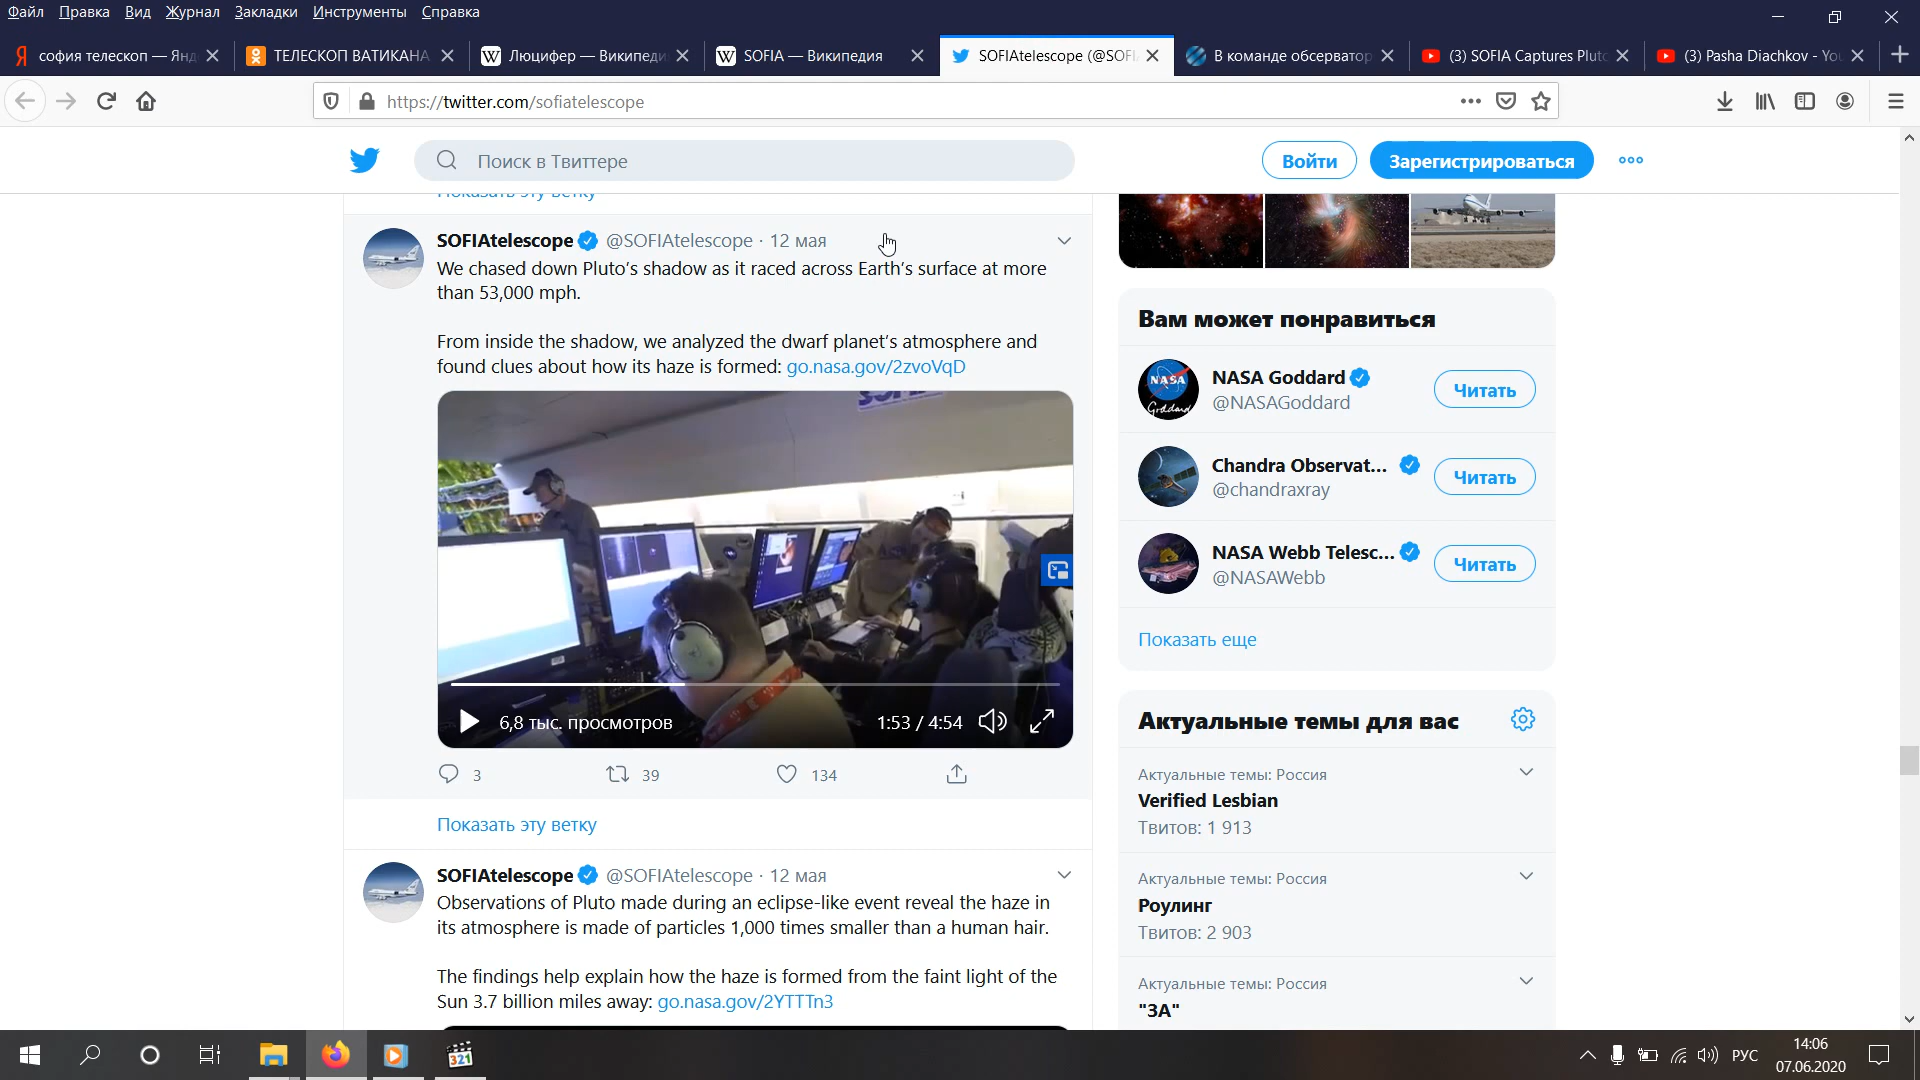 Файл Правка Вид Журнал Закладки Инструменты Справка
софия телескоп — Янд
ТЕЛЕСКОП ВАТИКАНА
Люцифер — Википеди
SOFIA — Википедия
SOFIAtelescope (@SOFI
В команде обсерватор
(3) SOFIA Captures Pluto
(3) Pasha Diachkov - You
https://twitter.com/sofiatelescope
Поиск в Твиттере
Войти
Зарегистрироваться
Показать эту ветку
SOFIAtelescope @SOFIAtelescope · 12 мая
We chased down Pluto's shadow as it raced across Earth's surface at more
than 53,000 mph.
From inside the shadow, we analyzed the dwarf planet's atmosphere and
found clues about how its haze is formed: go.nasa.gov/2zvoVqD
6,8 тыс. просмотров
1:53 / 4:54
3
39
134
Показать эту ветку
SOFIAtelescope @SOFIAtelescope · 12 мая
Observations of Pluto made during an eclipse-like event reveal the haze in
its atmosphere is made of particles 1,000 times smaller than a human hair.
The findings help explain how the haze is formed from the faint light of the
Sun 3.7 billion miles away: go.nasa.gov/2YTTTn3
Вам может понравиться
NASA
Goddard
NASA Goddard
@NASAGoddard
Читать
Chandra Observat...
@chandraxray
Читать
NASA Webb Telesc...
@NASAWebb
Читать
Показать еще
Актуальные темы для вас
Актуальные темы: Россия
Verified Lesbian
Твитов: 1 913
Актуальные темы: Россия
Роулинг
Твитов: 2 903
Актуальные темы: Россия
"ЗА"
321
РУС
14:06
07.06.2020